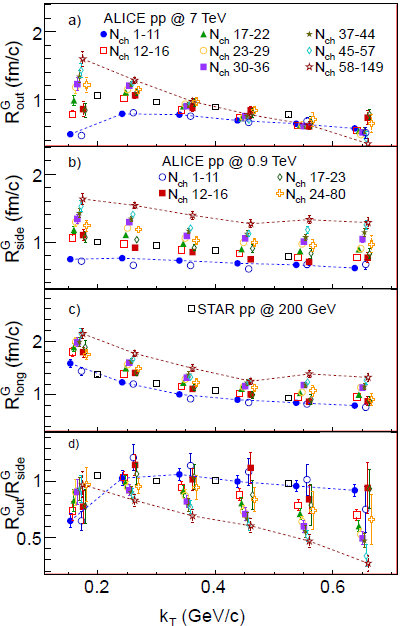 a) ALICE pp @ 7 TeV
N_ch 1-11 N_ch 17-22 N_ch 37-44
N_ch 12-16 N_ch 23-29 N_ch 45-57
N_ch 30-36 N_ch 58-149
2
1
R^G_out (fm/c)
b) ALICE pp @ 0.9 TeV
N_ch 1-11 N_ch 17-23
N_ch 12-16 N_ch 24-80
2
1
R^G_side (fm/c)
c) STAR pp @ 200 GeV
2
1
R^G_long (fm/c)
d)
1
0.5
R^G_out/R^G_side
0.2 0.4 0.6
k_T (GeV/c)